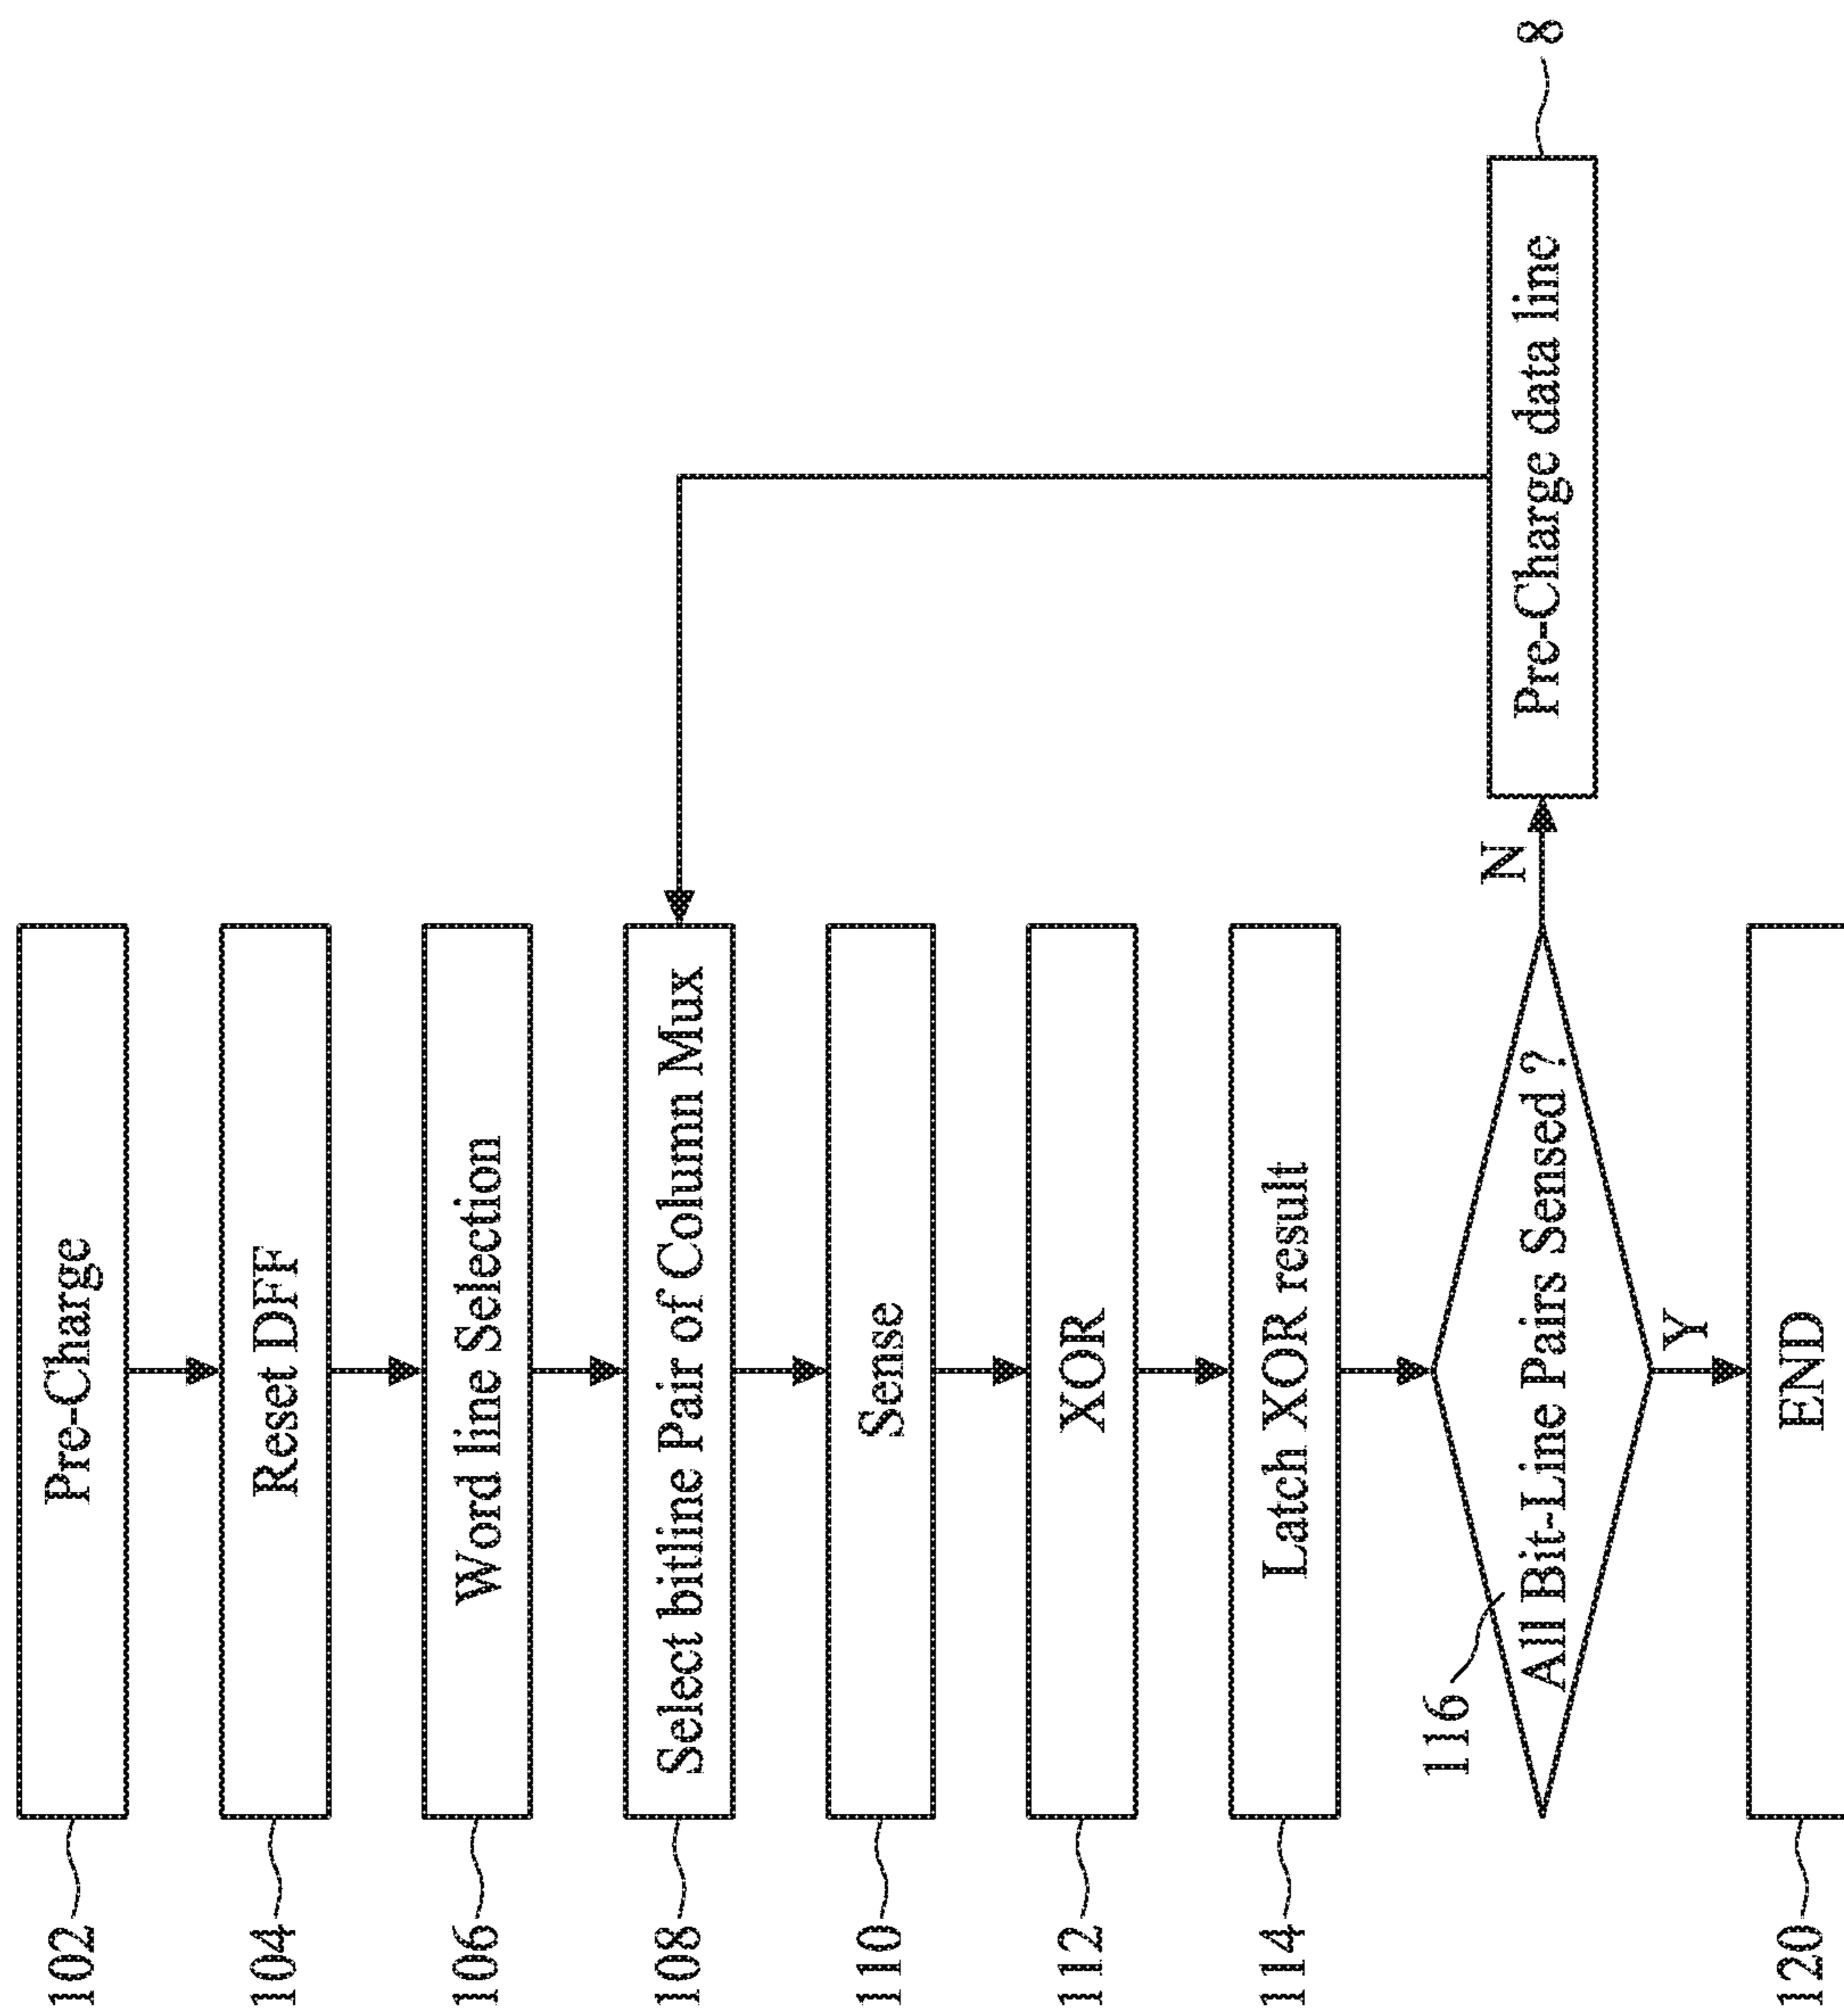 102
Pre-Charge
104
Reset DFF
106
Word line Selection
108
Select bitline Pair of Column Mux
110
Sense
112
XOR
114
Latch XOR result
116
All Bit-Line Pairs Sensed ?
N
Pre-Charge data line
8
Y
120
END